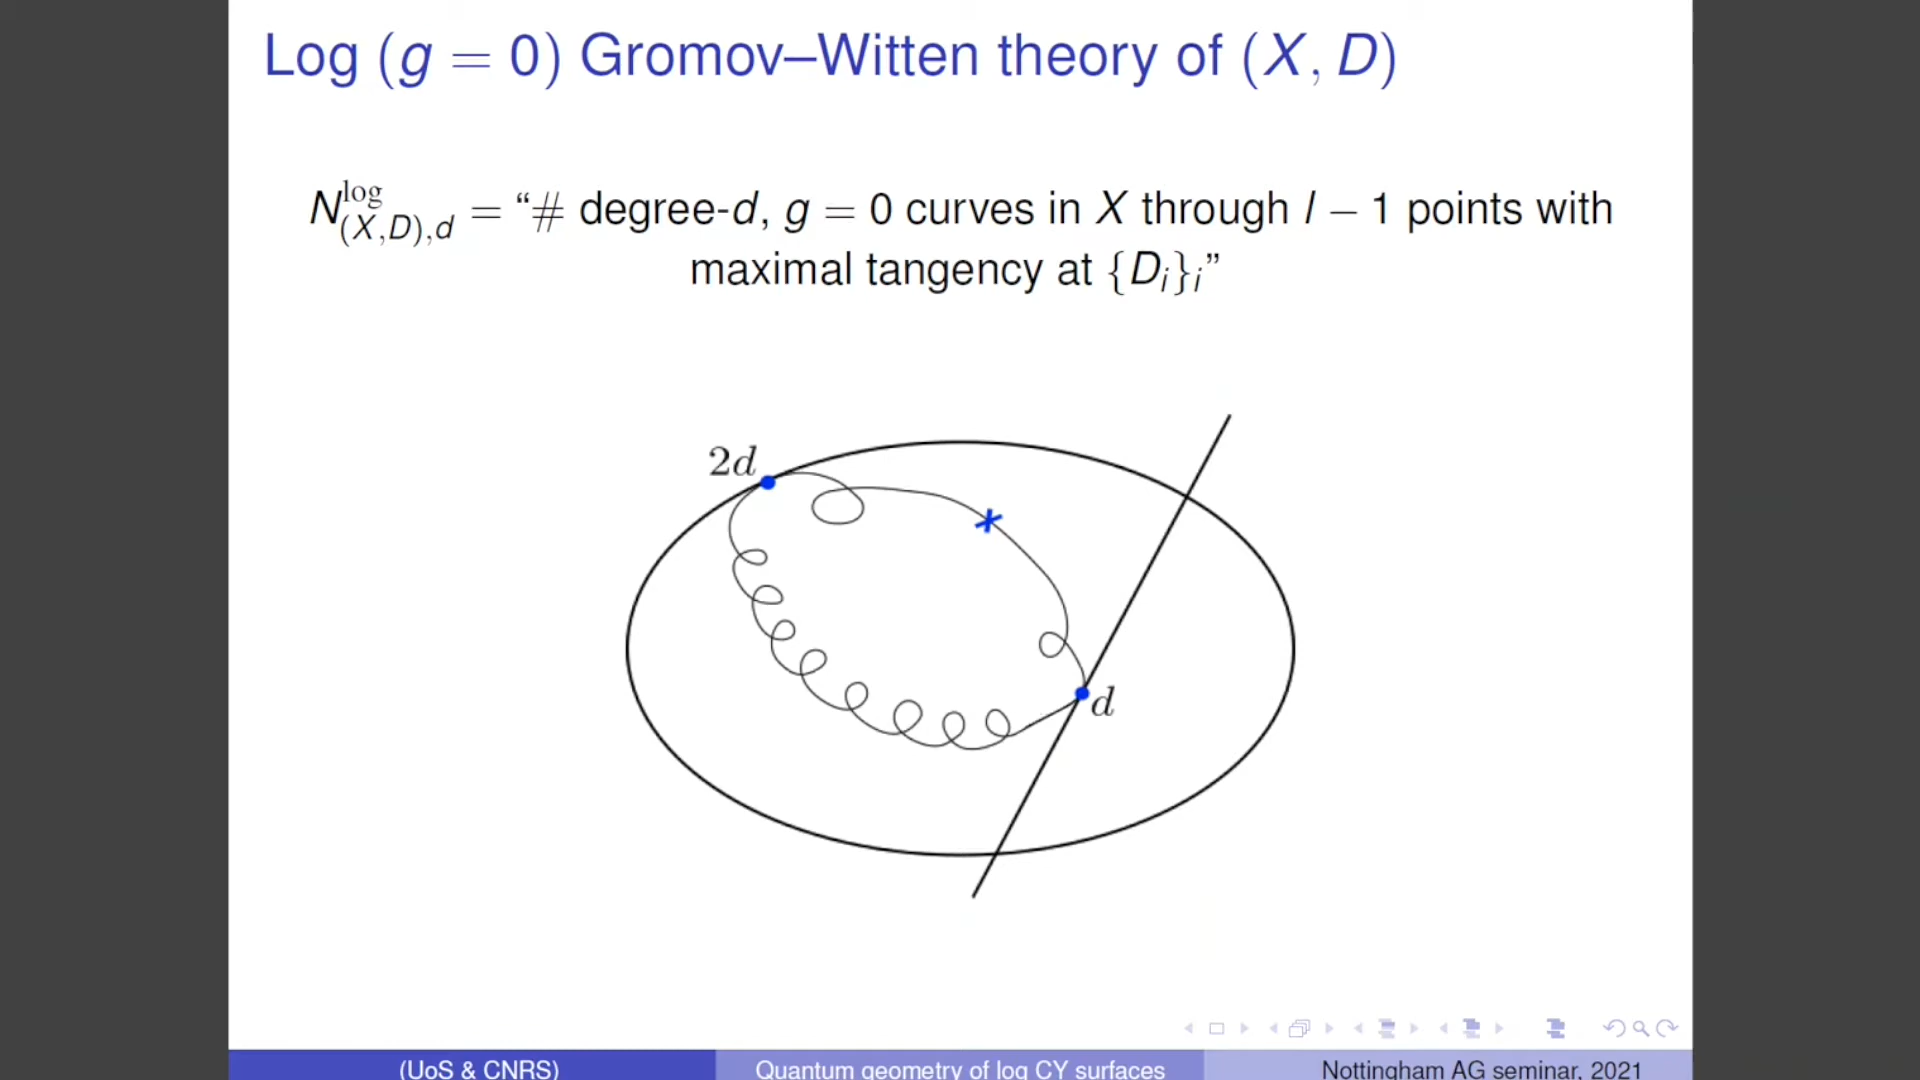 Log (g = 0) Gromov–Witten theory of (X, D)
N^{log}_{(X,D),d} = “# degree-d, g = 0 curves in X through l − 1 points with
maximal tangency at {D_i}_i”
2d
d
(UoS & CNRS)
Quantum geometry of log CY surfaces
Nottingham AG seminar, 2021